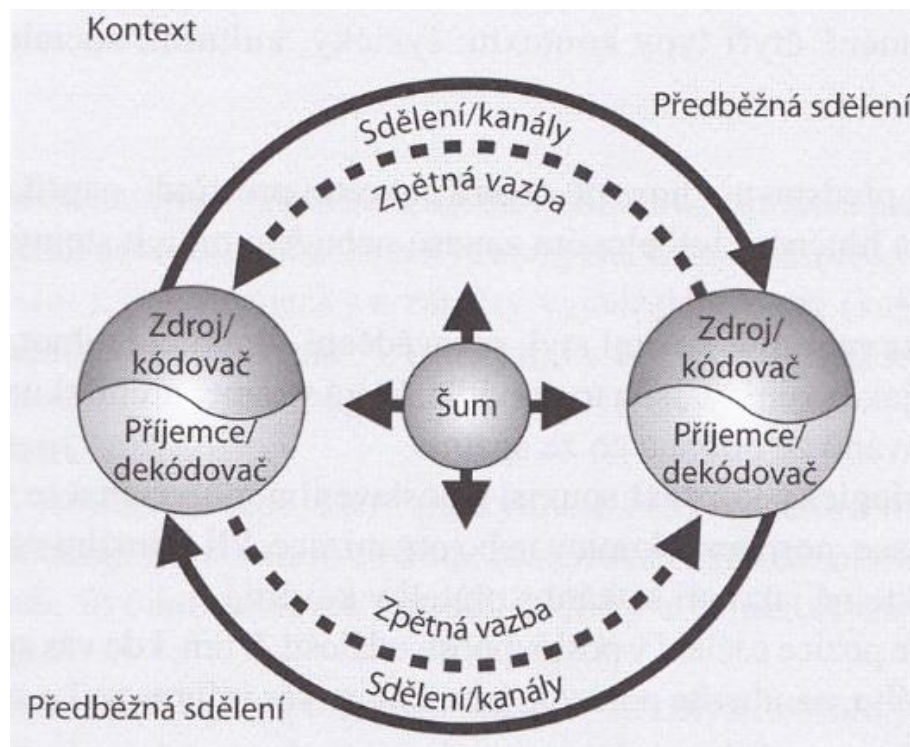 Kontext
Předběžná sdělení
Sdělení/kanály
Zpětná vazba
Zdroj/
kódovač
Příjemce/
dekódovač
Šum
Zdroj/
kódovač
Příjemce/
dekódovač
Zpětná vazba
Sdělení/kanály
Předběžná sdělení